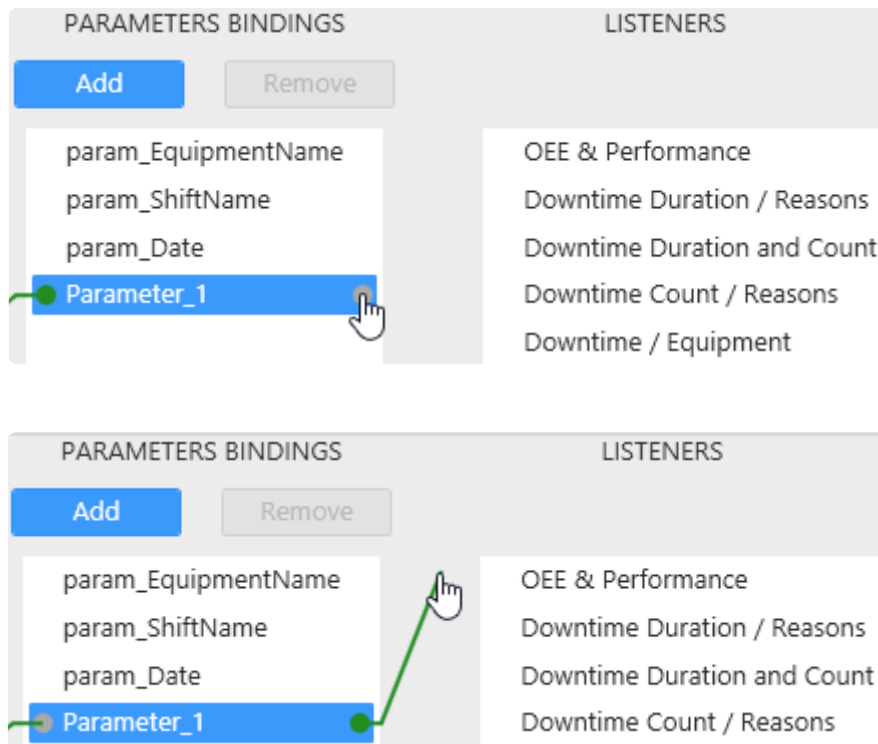 PARAMETERS BINDINGS LISTENERS
Add Remove
param_EquipmentName OEE & Performance
param_ShiftName Downtime Duration / Reasons
param_Date Downtime Duration and Count
Parameter_1 Downtime Count / Reasons
Downtime / Equipment
PARAMETERS BINDINGS LISTENERS
Add Remove
param_EquipmentName OEE & Performance
param_ShiftName Downtime Duration / Reasons
param_Date Downtime Duration and Count
Parameter_1 Downtime Count / Reasons